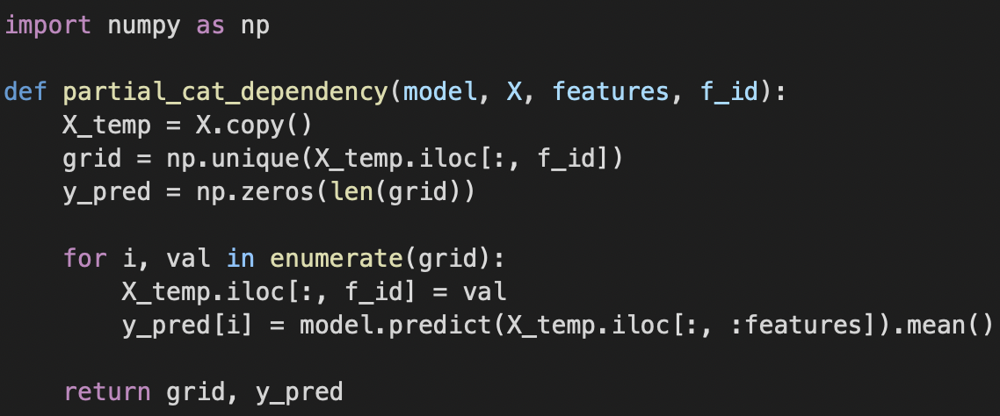 import numpy as np
def partial_cat_dependency(model, X, features, f_id):
    X_temp = X.copy()
    grid = np.unique(X_temp.iloc[:, f_id])
    y_pred = np.zeros(len(grid))
    for i, val in enumerate(grid):
        X_temp.iloc[:, f_id] = val
        y_pred[i] = model.predict(X_temp.iloc[:, :features]).mean()
    return grid, y_pred